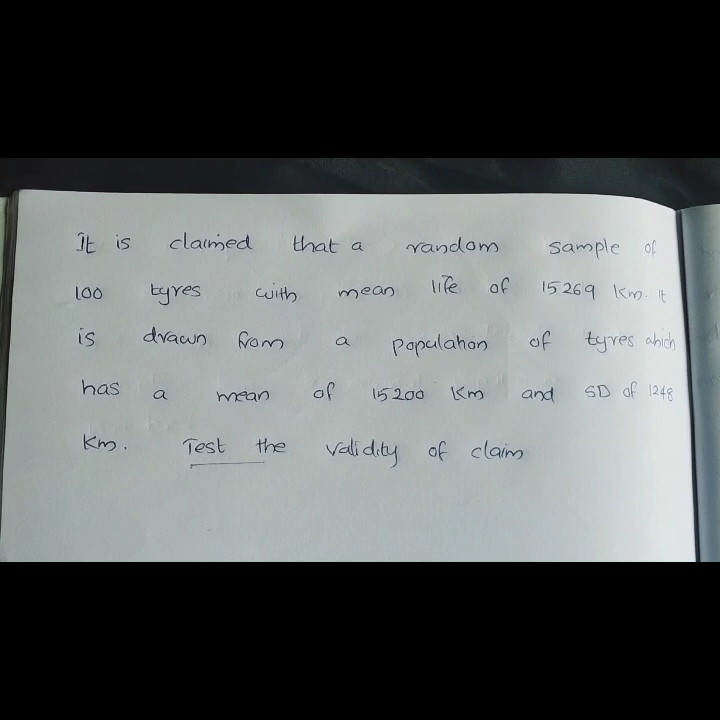 It is claimed that a random sample of
100 tyres with mean life of 15269 Km. It
is drawn from a population of tyres which
has a mean of 15200 Km and SD of 1248
Km. Test the validity of claim